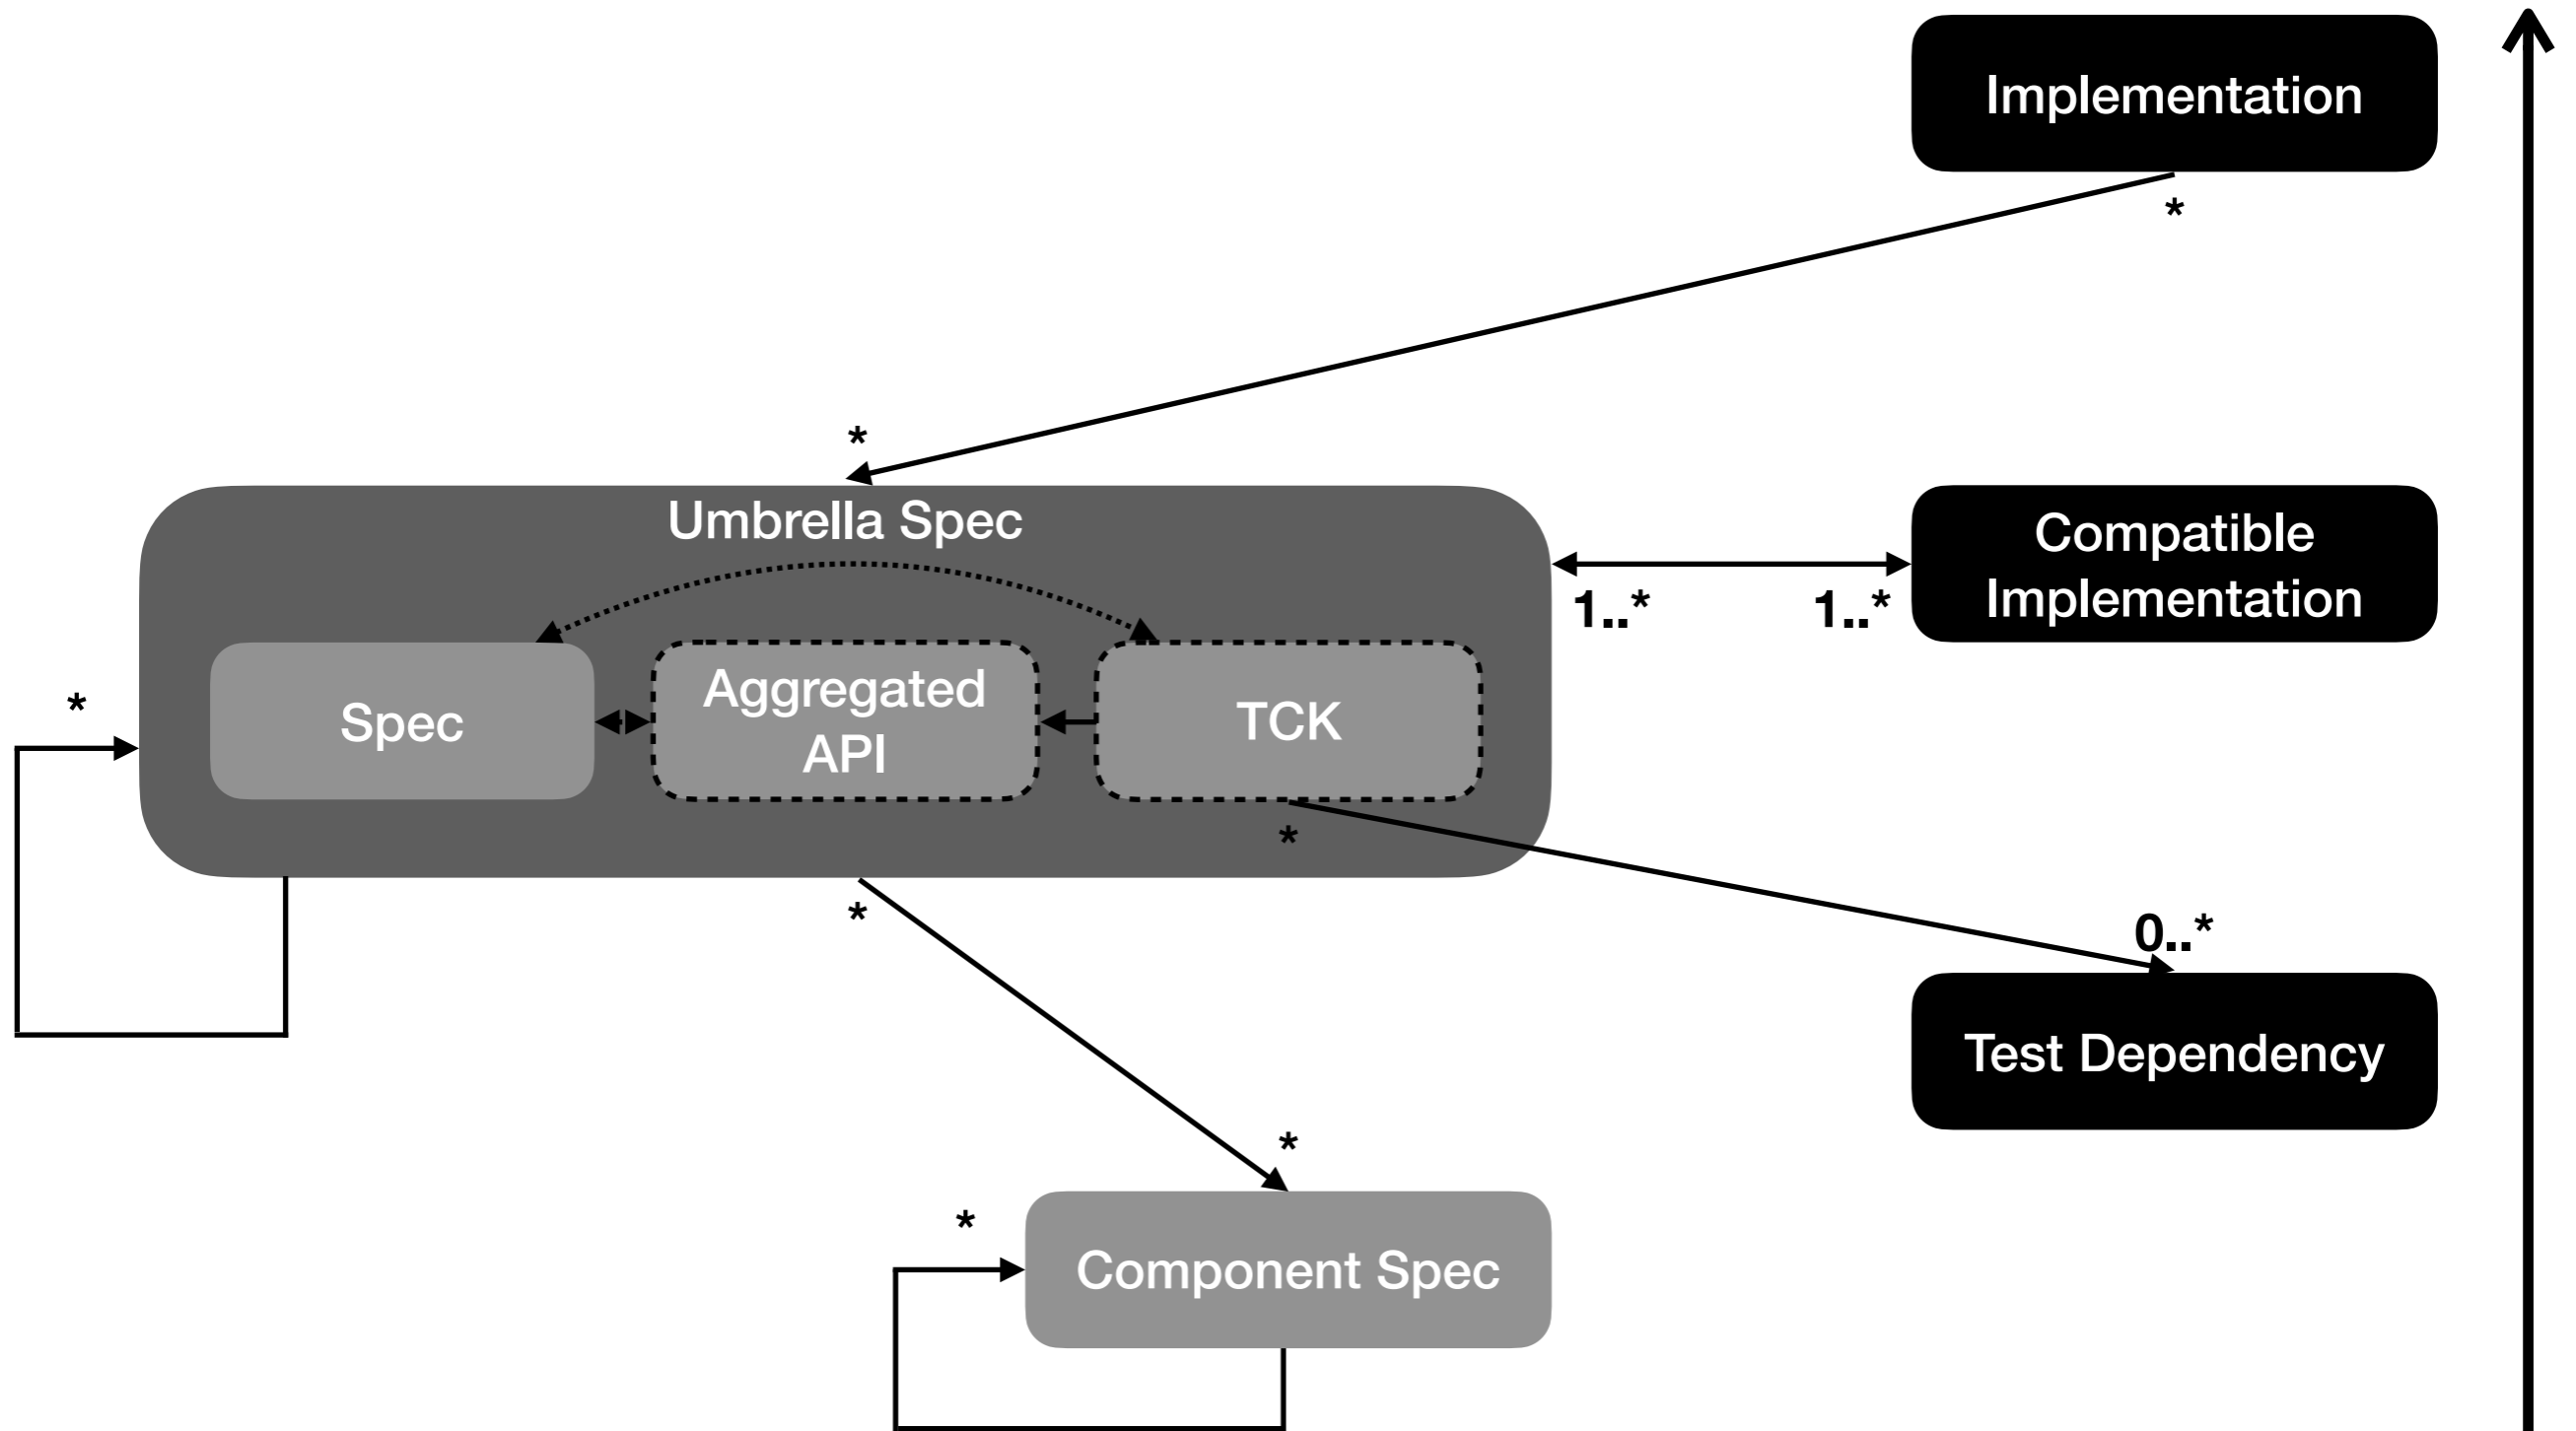 Implementation
*
*
Umbrella Spec
Compatible
Implementation
1..*
1..*
*
Spec
Aggregated
API
TCK
*
*
0..*
Test Dependency
*
*
Component Spec